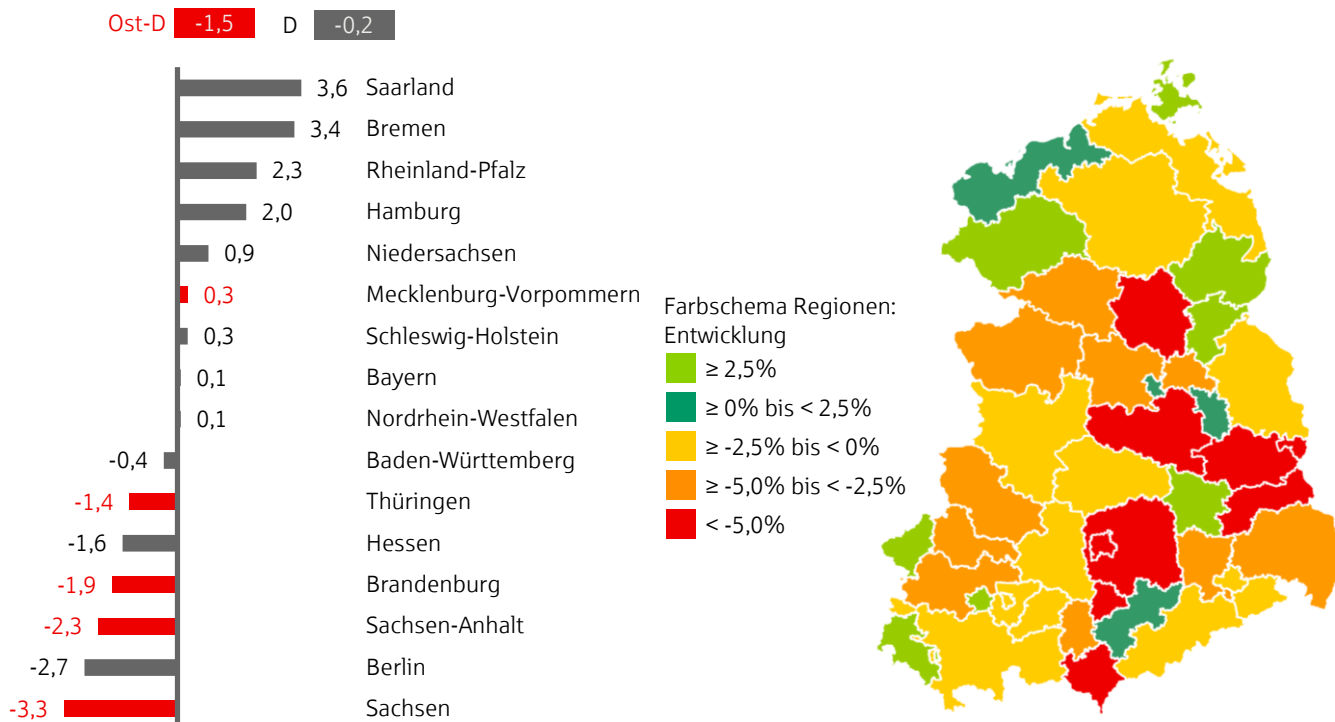 Ost-D -1,5 D -0,2
3,6 Saarland
3,4 Bremen
2,3 Rheinland-Pfalz
2,0 Hamburg
0,9 Niedersachsen
0,3 Mecklenburg-Vorpommern
0,3 Schleswig-Holstein
0,1 Bayern
0,1 Nordrhein-Westfalen
-0,4 Baden-Württemberg
-1,4 Thüringen
-1,6 Hessen
-1,9 Brandenburg
-2,3 Sachsen-Anhalt
-2,7 Berlin
-3,3 Sachsen
Farbschema Regionen:
Entwicklung
≥ 2,5%
≥ 0% bis < 2,5%
≥ -2,5% bis < 0%
≥ -5,0% bis < -2,5%
< -5,0%